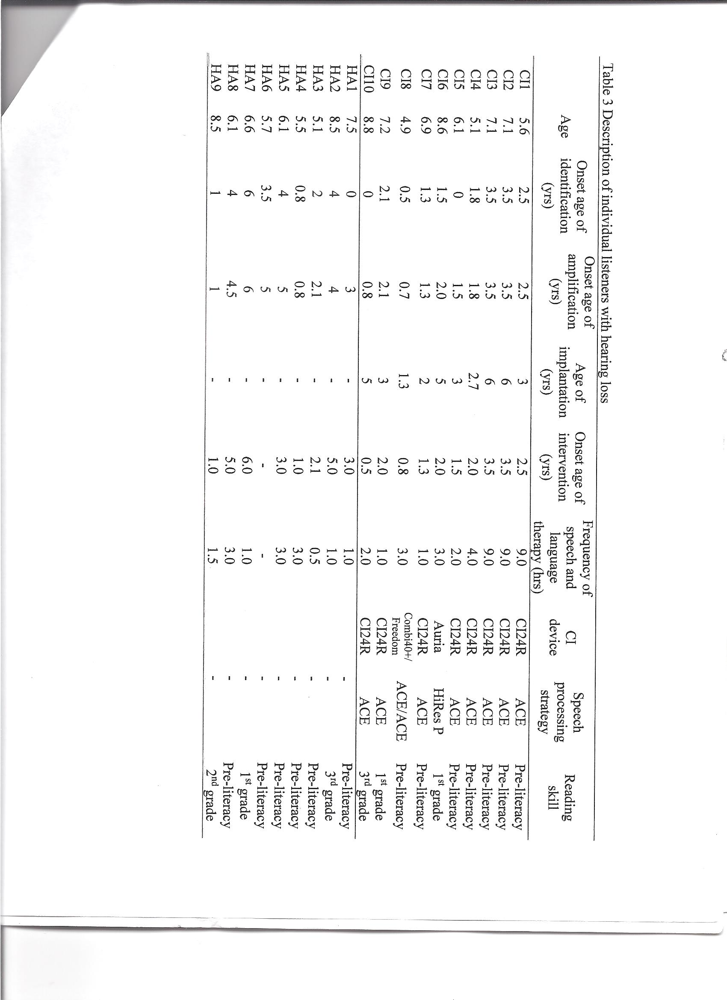 Table 3 Description of individual listeners with hearing loss
Age Onset age of identification (yrs) Onset age of amplification (yrs) Age of implantation (yrs) Onset age of intervention (yrs) Frequency of speech and language therapy (hrs) CI device Speech processing strategy Reading skill
CI1 5.6 2.5 2.5 3 2.5 9.0 CI24R ACE Pre-literacy
CI2 7.1 3.5 3.5 6 3.5 9.0 CI24R ACE Pre-literacy
CI3 7.1 3.5 3.5 6 3.5 9.0 CI24R ACE Pre-literacy
CI4 5.1 1.8 1.8 2.7 2.0 4.0 CI24R ACE Pre-literacy
CI5 6.1 0 1.5 3 1.5 2.0 CI24R ACE Pre-literacy
CI6 8.6 1.5 2.0 5 2.0 3.0 Auria HiRes P 1st grade
CI7 6.9 1.3 1.3 2 1.3 1.0 CI24R ACE Pre-literacy
CI8 4.9 0.5 0.7 1.3 0.8 3.0 Combi40+/ Freedom ACE/ACE Pre-literacy
CI9 7.2 2.1 2.1 3 2.0 1.0 CI24R ACE 1st grade
CI10 8.8 0 0.8 5 0.5 2.0 CI24R ACE 3rd grade
HA1 7.5 0 3 - 3.0 1.0 - Pre-literacy
HA2 8.5 4 4 - 5.0 1.0 - 3rd grade
HA3 5.1 2 2.1 - 2.1 0.5 - Pre-literacy
HA4 5.5 0.8 0.8 - 1.0 3.0 - Pre-literacy
HA5 6.1 4 5 - 3.0 3.0 - Pre-literacy
HA6 5.7 3.5 5 - - - - Pre-literacy
HA7 6.6 6 6 - 6.0 1.0 - 1st grade
HA8 6.1 4 4.5 - 5.0 3.0 - Pre-literacy
HA9 8.5 1 1 - 1.0 1.5 - 2nd grade